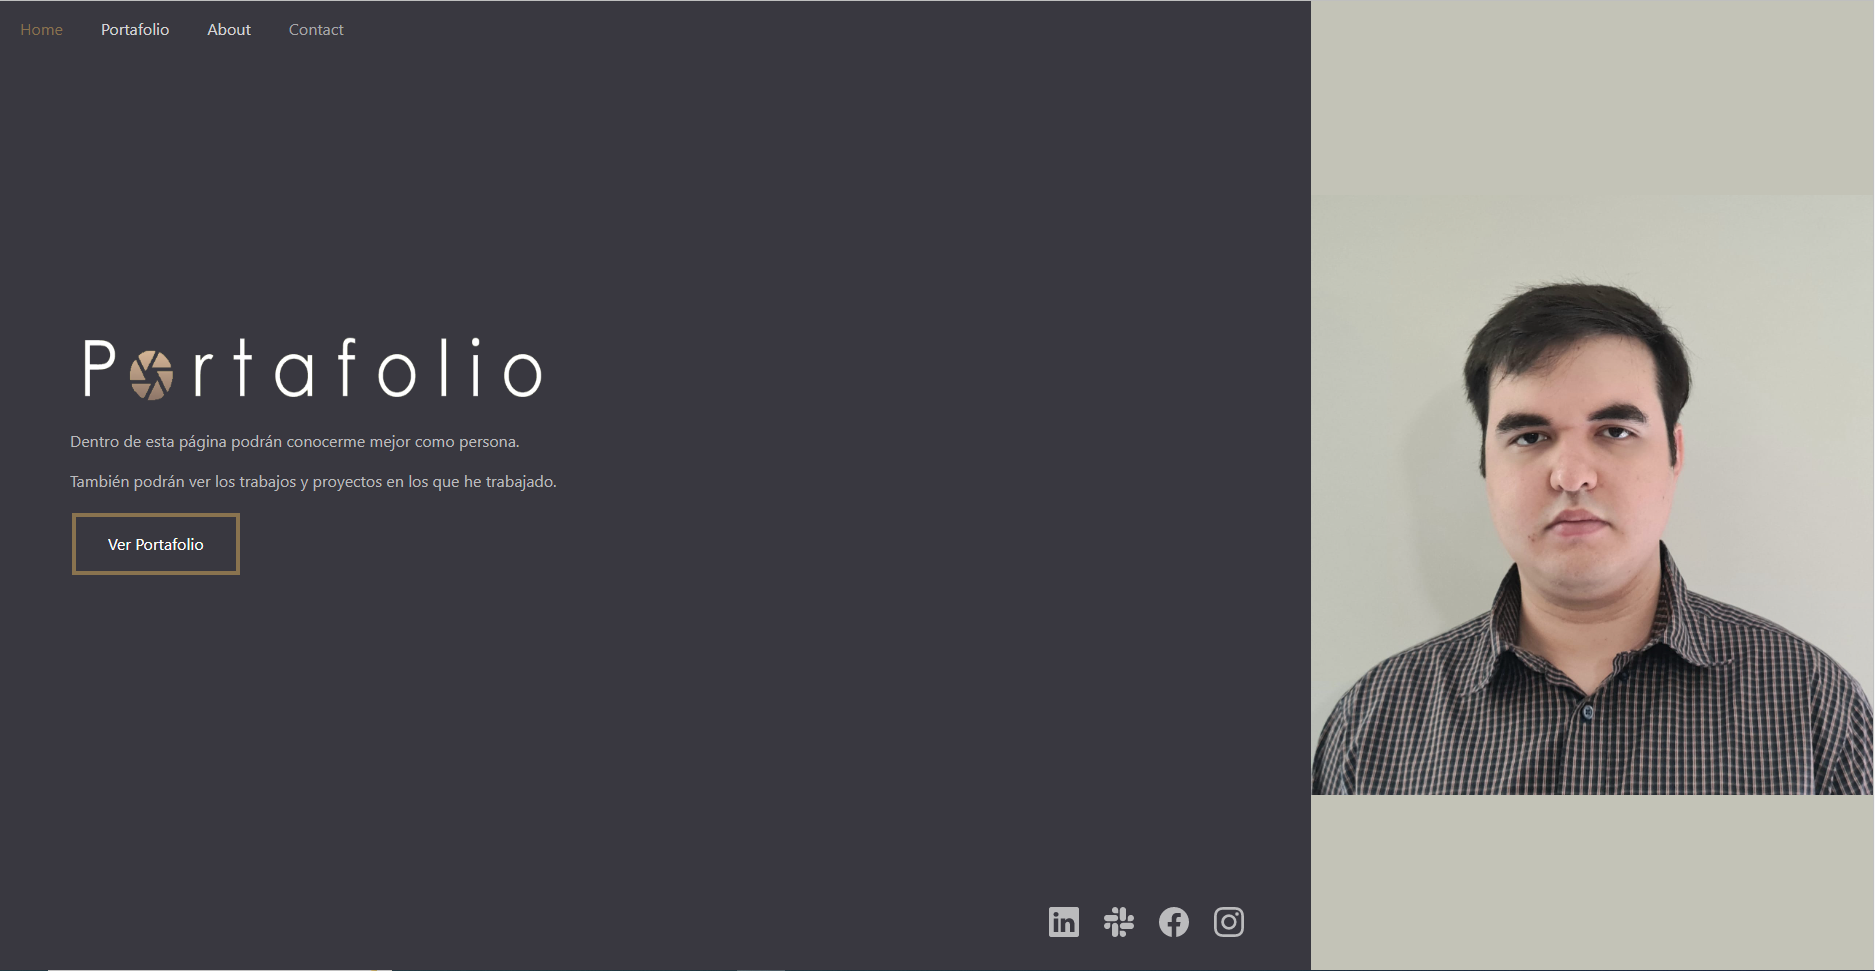 Home Portafolio About Contact
Portafolio
Dentro de esta página podrán conocerme mejor como persona.
También podrán ver los trabajos y proyectos en los que he trabajado.
Ver Portafolio
in